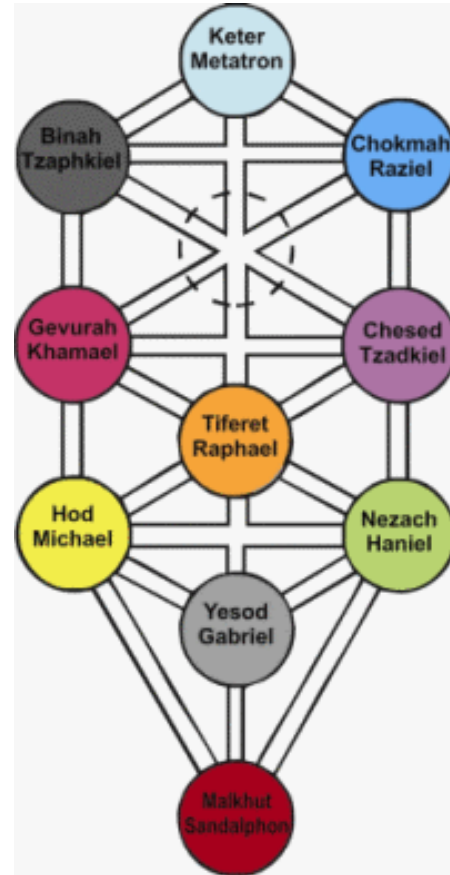 Keter
Metatron
Binah
Tzaphkiel
Chokmah
Raziel
Gevurah
Khamael
Chesed
Tzadkiel
Tiferet
Raphael
Hod
Michael
Nezach
Haniel
Yesod
Gabriel
Malkhut
Sandalphon